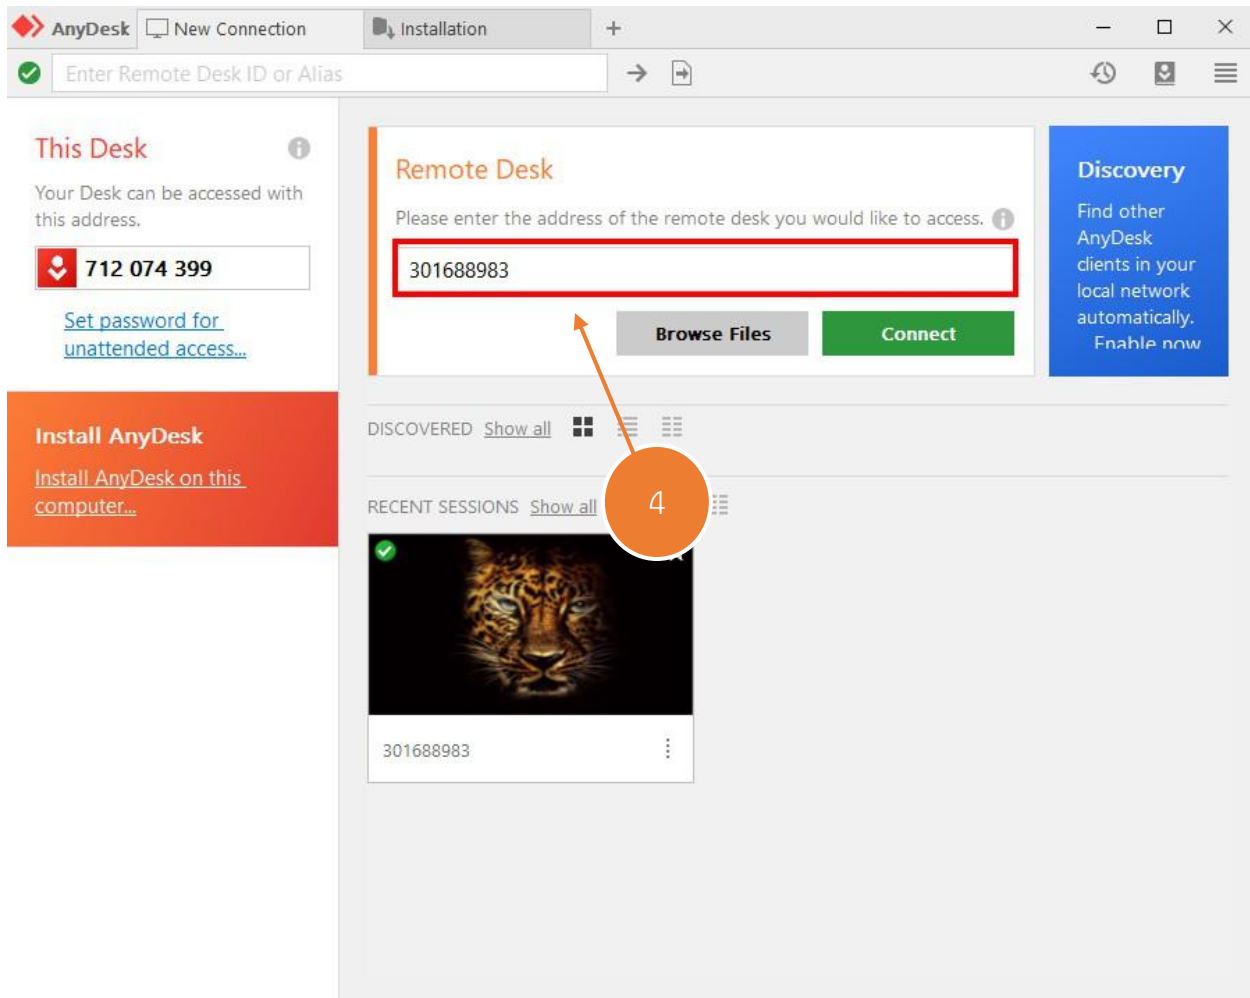 AnyDesk
New Connection
Installation
Enter Remote Desk ID or Alias
This Desk
Your Desk can be accessed with
this address.
712 074 399
Set password for
unattended access...
Install AnyDesk
Install AnyDesk on this
computer...
Remote Desk
Please enter the address of the remote desk you would like to access.
301688983
Browse Files
Connect
Discovery
Find other
AnyDesk
clients in your
local network
automatically.
Enable now
DISCOVERED Show all
RECENT SESSIONS Show all
4
301688983